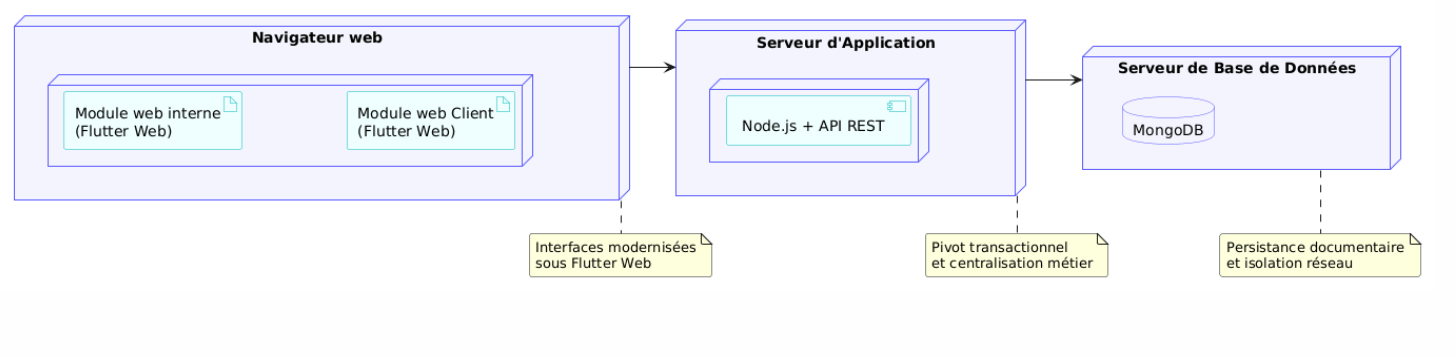 Navigateur web
Module web interne
(Flutter Web)
Module web Client
(Flutter Web)
Serveur d'Application
Node.js + API REST
Serveur de Base de Données
MongoDB
Interfaces modernisées
sous Flutter Web
Pivot transactionnel
et centralisation métier
Persistance documentaire
et isolation réseau